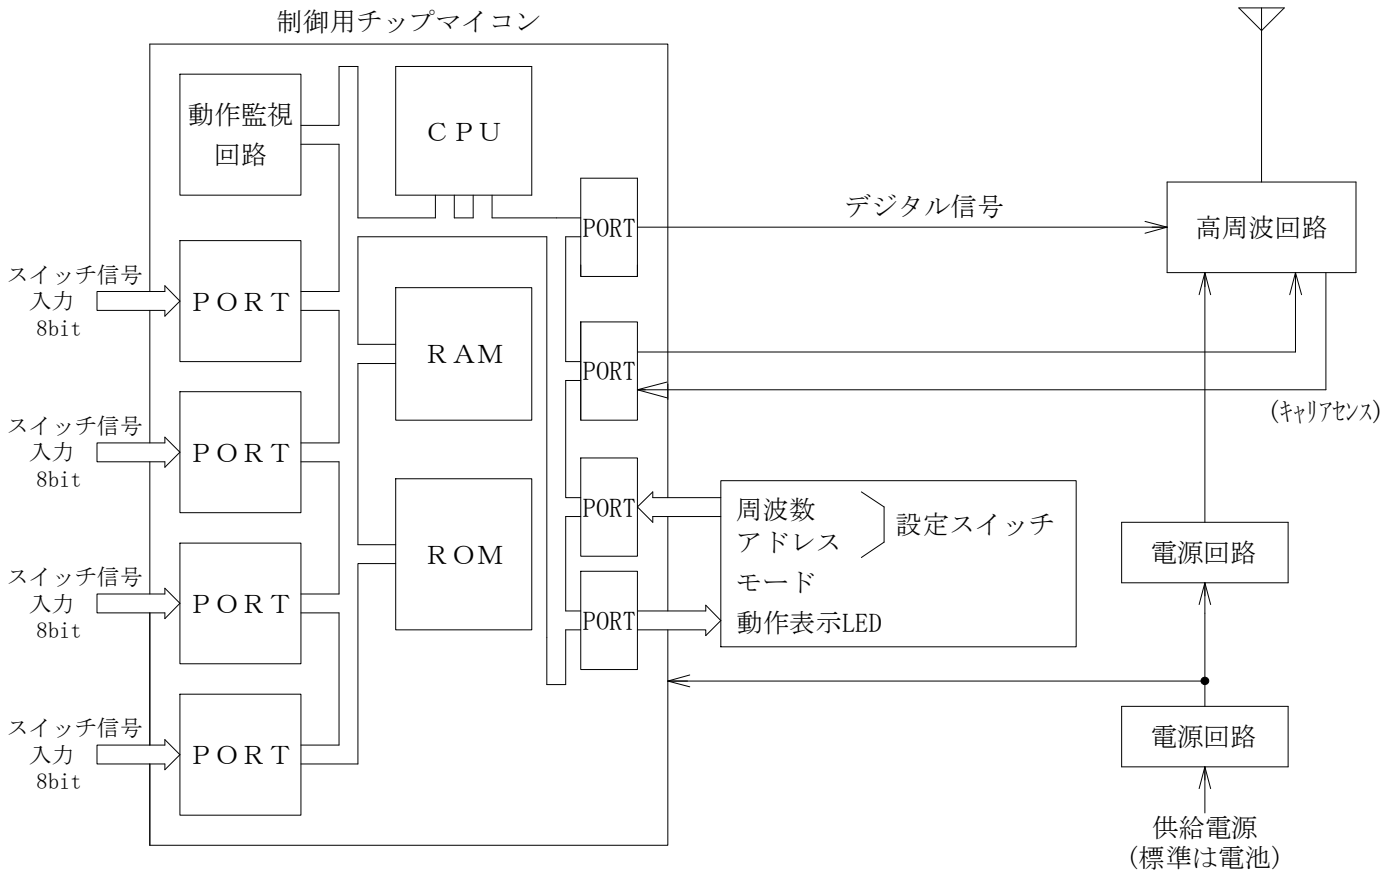 制御用チップマイコン
動作監視
回路
ＣＰＵ
PORT
デジタル信号
高周波回路
スイッチ信号
入力
8bit
ＰＯＲＴ
ＲＡＭ
PORT
(キャリアセンス)
スイッチ信号
入力
8bit
ＰＯＲＴ
ＲＯＭ
PORT
周波数
アドレス
設定スイッチ
モード
動作表示LED
電源回路
スイッチ信号
入力
8bit
ＰＯＲＴ
PORT
スイッチ信号
入力
8bit
ＰＯＲＴ
電源回路
供給電源
(標準は電池)